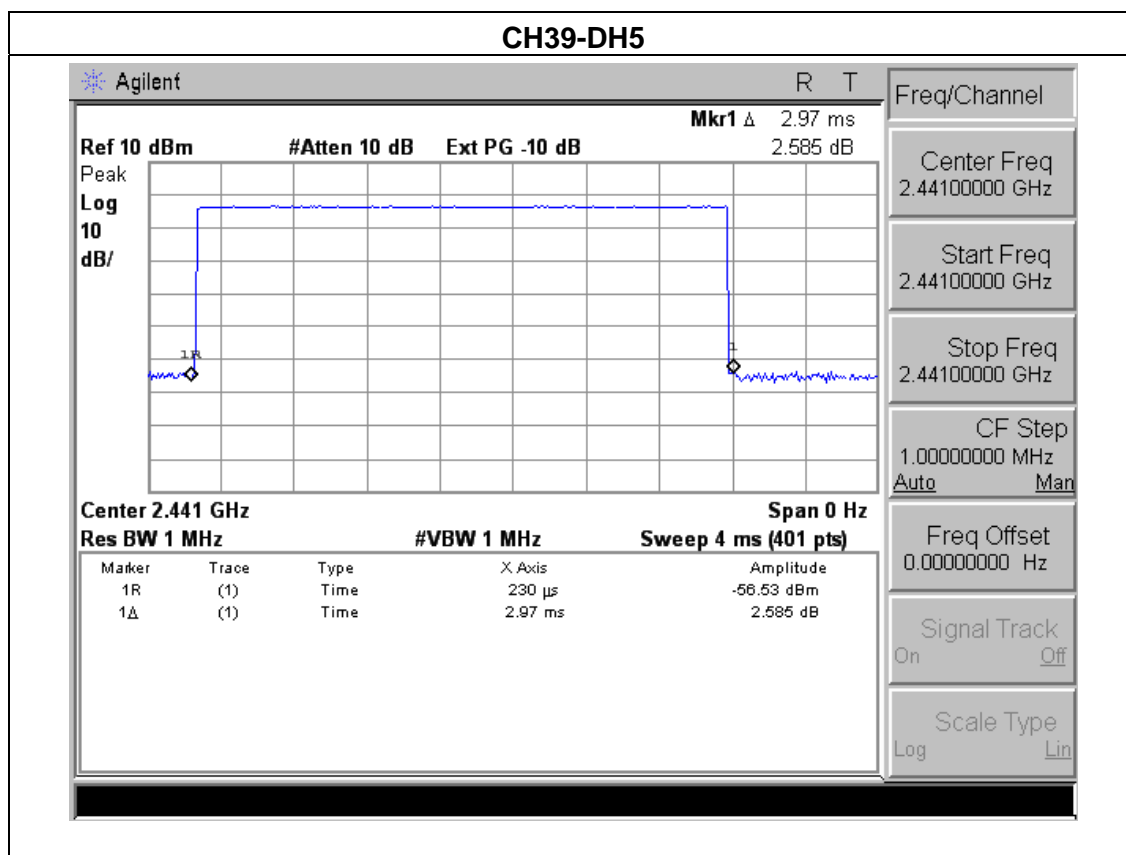 CH39-DH5
Agilent R T
Mkr1 Δ 2.97 ms
Ref 10 dBm #Atten 10 dB Ext PG -10 dB 2.585 dB
Peak
Log
10
dB/
1R
1
Center 2.441 GHz Span 0 Hz
Res BW 1 MHz #VBW 1 MHz Sweep 4 ms (401 pts)
Marker Trace Type X Axis Amplitude
1R (1) Time 230 µs -56.53 dBm
1Δ (1) Time 2.97 ms 2.585 dB
Freq/Channel
Center Freq
2.44100000 GHz
Start Freq
2.44100000 GHz
Stop Freq
2.44100000 GHz
CF Step
1.00000000 MHz
Auto Man
Freq Offset
0.00000000 Hz
Signal Track
On Off
Scale Type
Log Lin